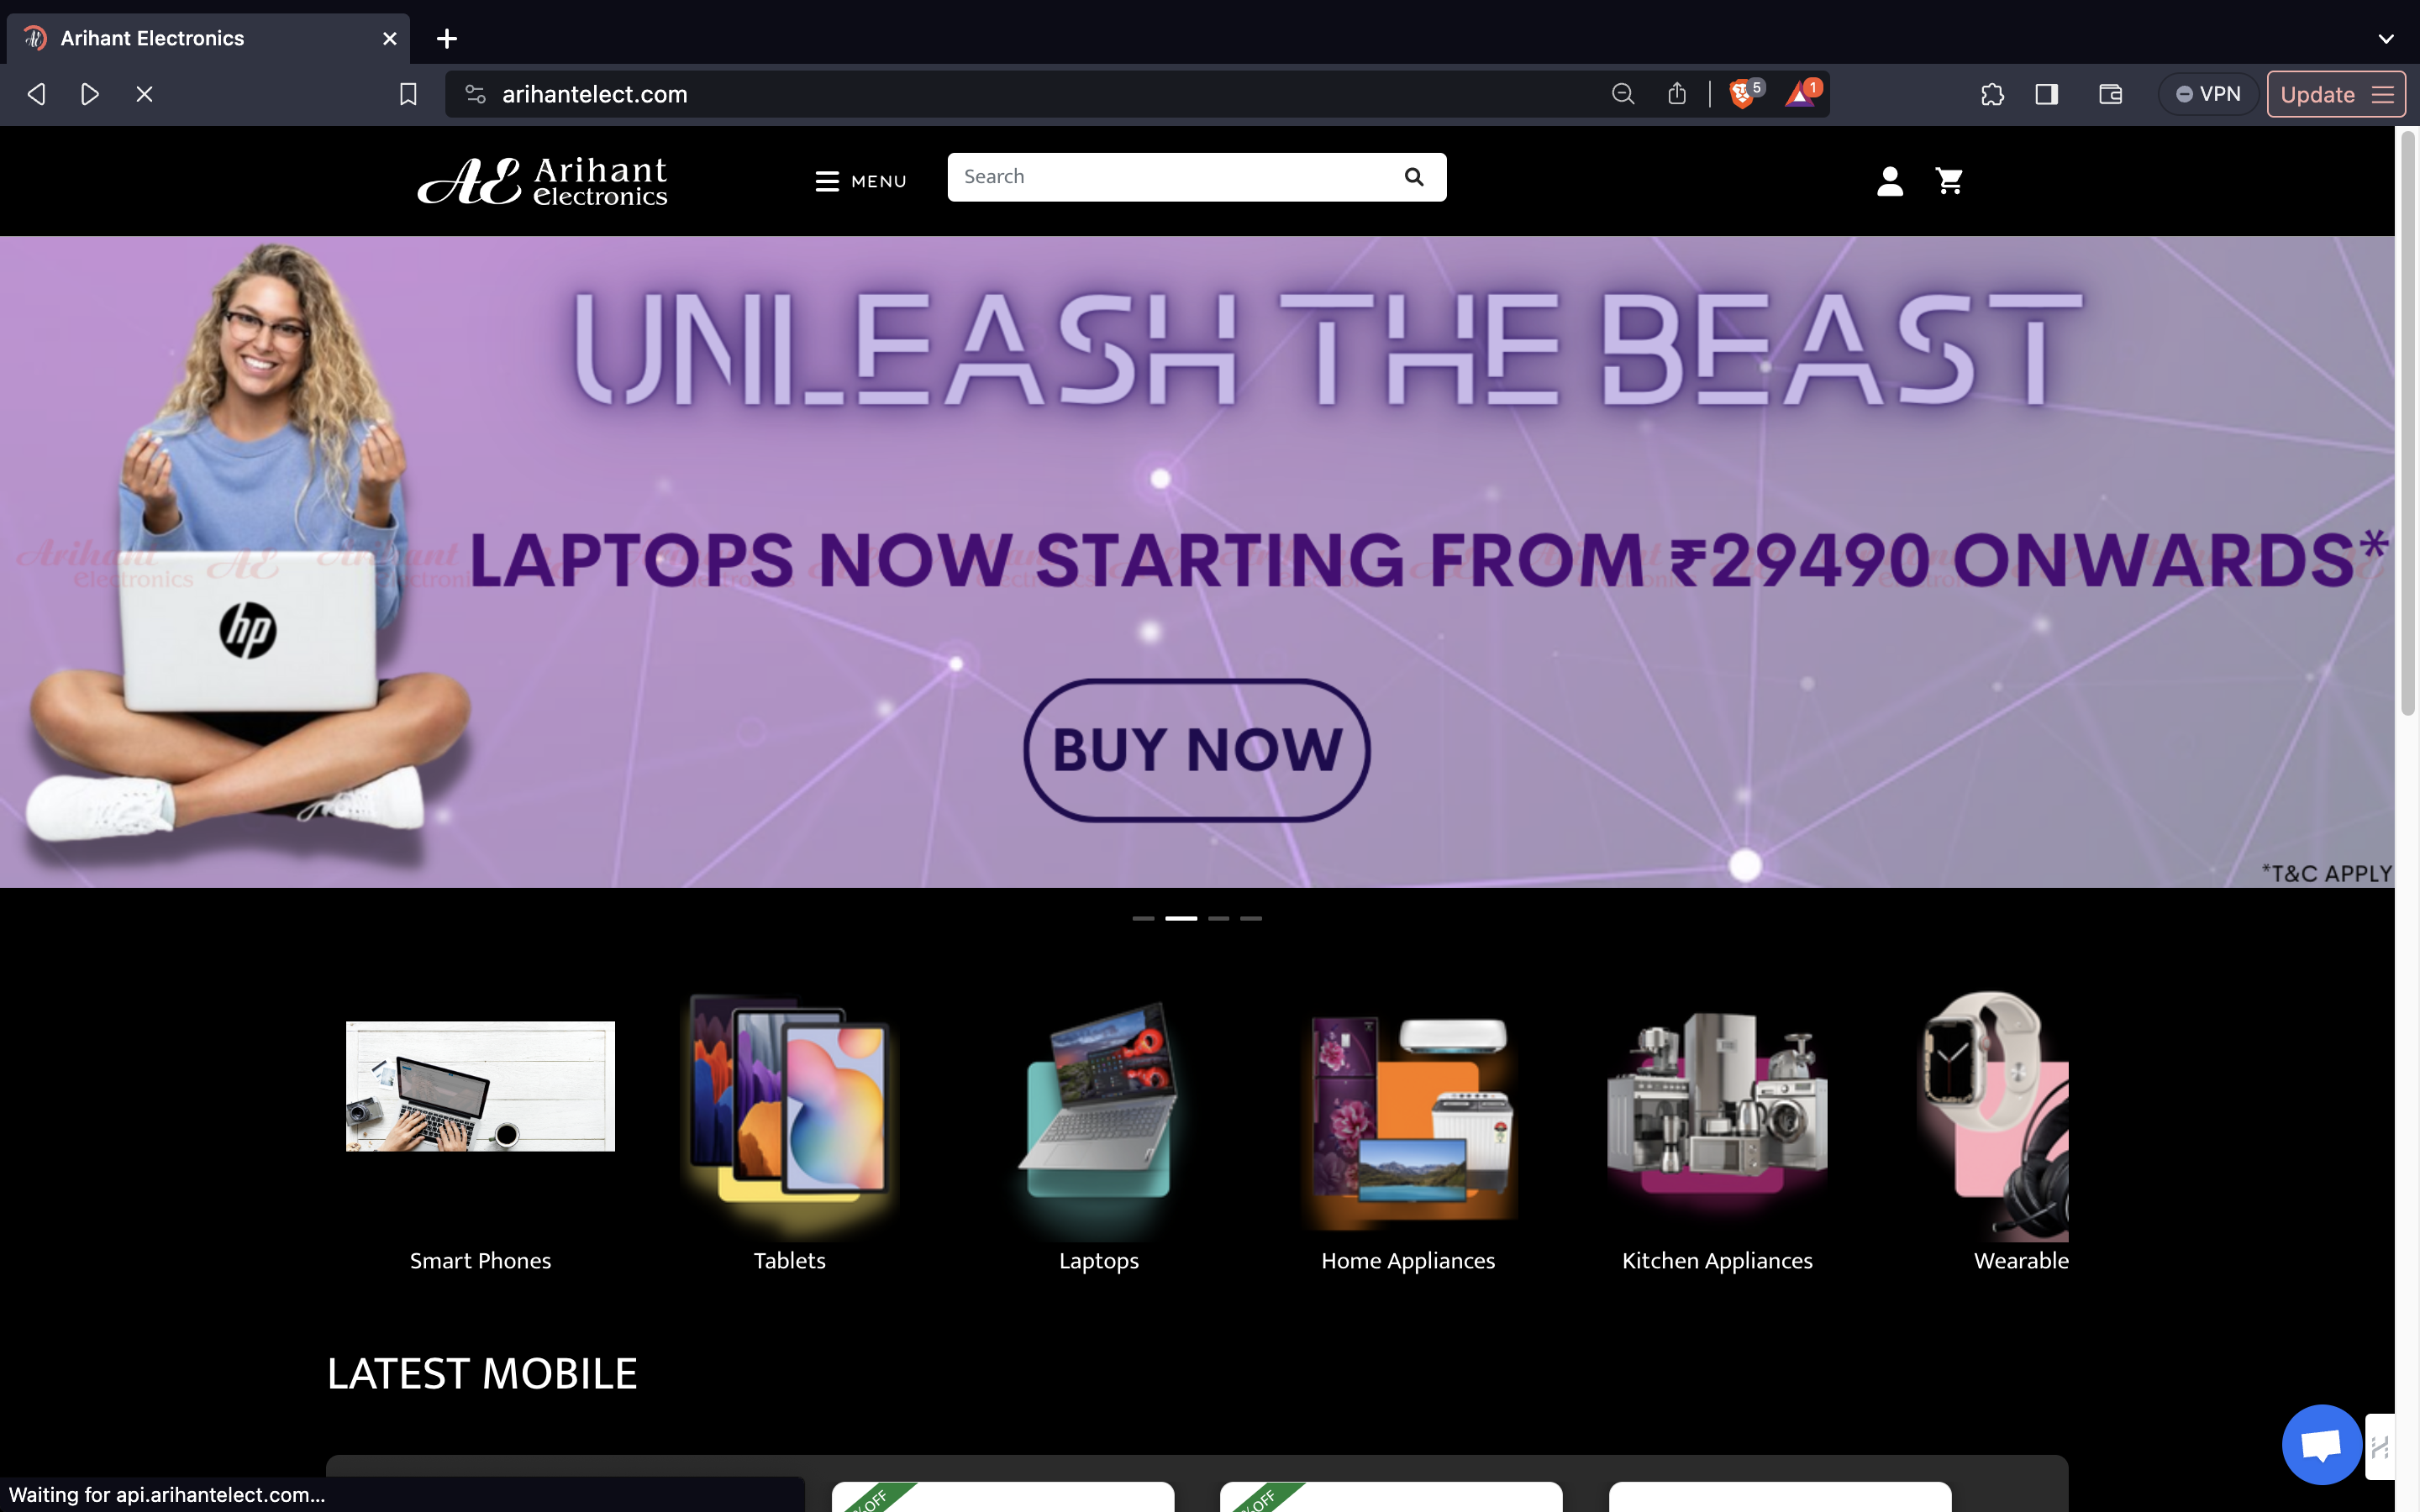 Arihant Electronics
arihantelect.com
5
1
VPN
Update
AE Arihant electronics
MENU
Search
UNLEASH THE BEAST
LAPTOPS NOW STARTING FROM ₹29490 ONWARDS*
hp
BUY NOW
*T&C APPLY
Smart Phones
Tablets
Laptops
Home Appliances
Kitchen Appliances
Wearable
LATEST MOBILE
%OFF
%OFF
Waiting for api.arihantelect.com...